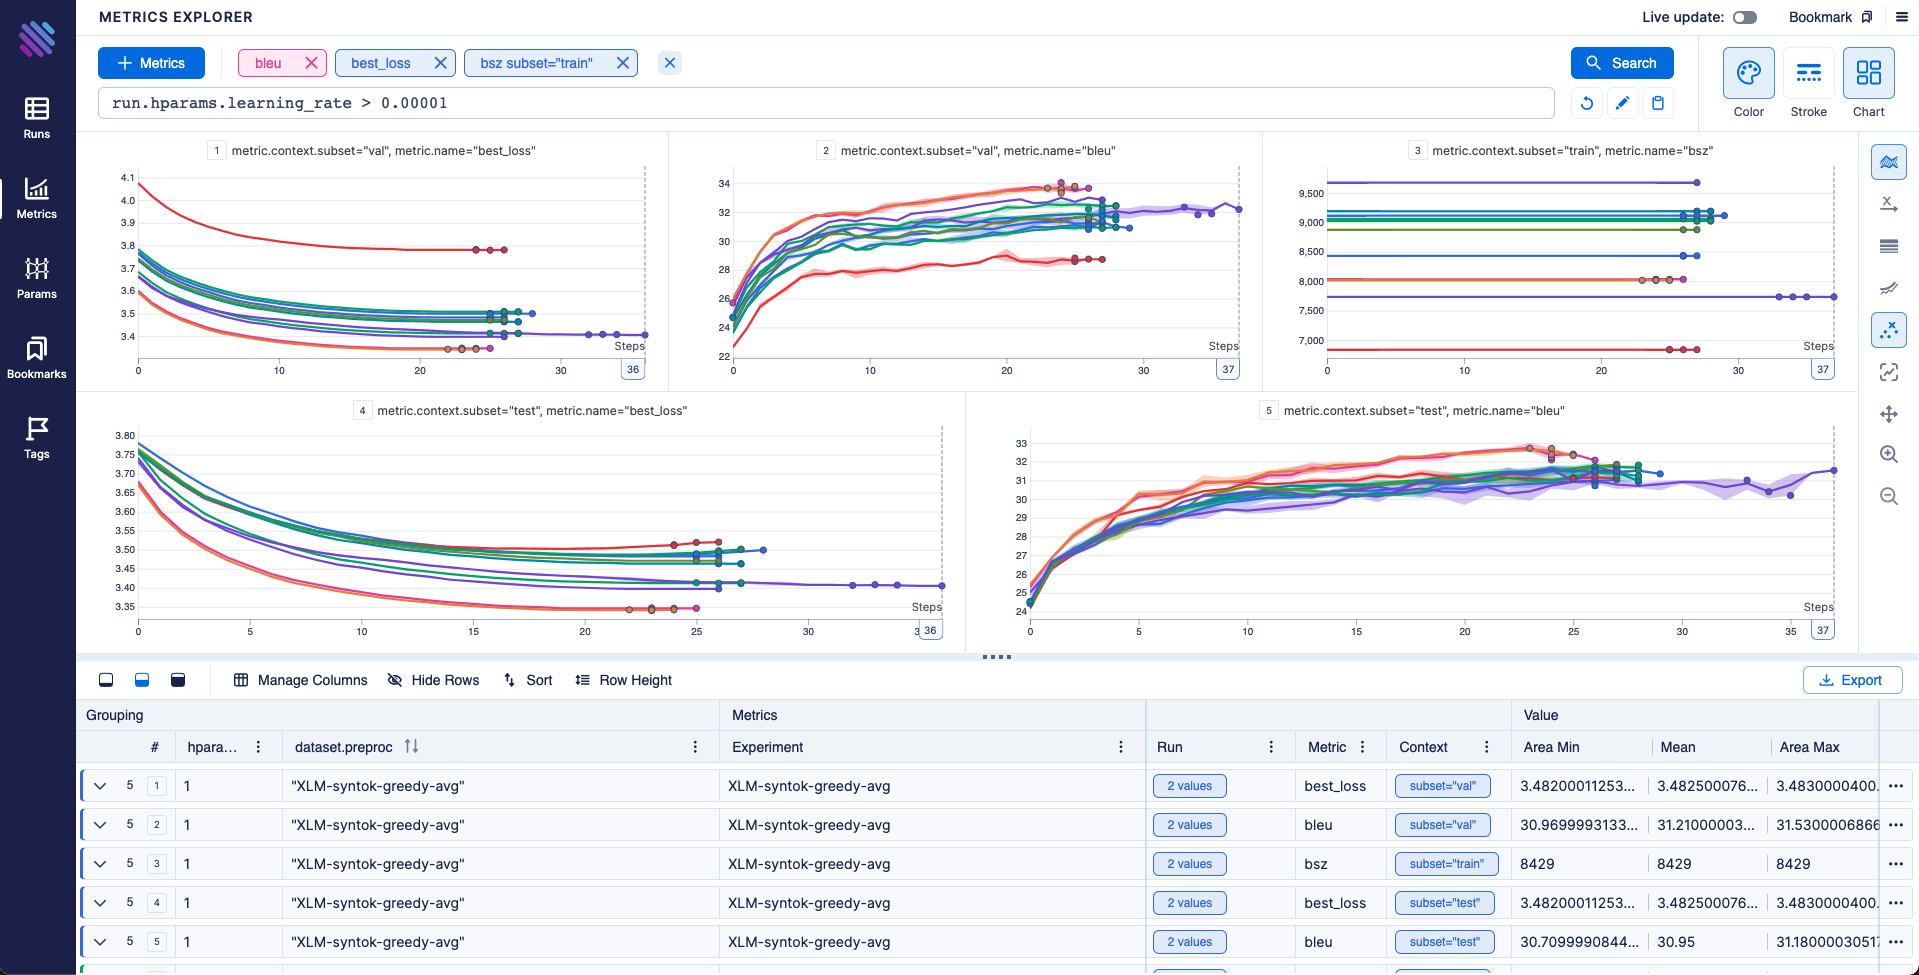 METRICS EXPLORER
Live update:
Bookmark
Runs
Metrics
Params
Bookmarks
Tags
Metrics
bleu
best_loss
bsz subset="train"
Search
run.hparams.learning_rate > 0.00001
Color
Stroke
Chart
1 metric.context.subset="val", metric.name="best_loss"
4.1
4.0
3.9
3.8
3.7
3.6
3.5
3.4
Steps
0 10 20 30 36
2 metric.context.subset="val", metric.name="bleu"
34
32
30
28
26
24
22
Steps
0 10 20 30 37
3 metric.context.subset="train", metric.name="bsz"
9,500
9,000
8,500
8,000
7,500
7,000
Steps
0 10 20 30 37
4 metric.context.subset="test", metric.name="best_loss"
3.80
3.75
3.70
3.65
3.60
3.55
3.50
3.45
3.40
3.35
Steps
0 5 10 15 20 25 30 36
5 metric.context.subset="test", metric.name="bleu"
33
32
31
30
29
28
27
26
25
24
Steps
0 5 10 15 20 25 30 35 37
Manage Columns
Hide Rows
Sort
Row Height
Export
Grouping Metrics Value
# hpara... dataset.preproc Experiment Run Metric Context Area Min Mean Area Max
5 1 1 "XLM-syntok-greedy-avg" XLM-syntok-greedy-avg 2 values best_loss subset="val" 3.48200011253... 3.482500076... 3.4830000400.
5 2 1 "XLM-syntok-greedy-avg" XLM-syntok-greedy-avg 2 values bleu subset="val" 30.9699993133... 31.21000003... 31.5300006866
5 3 1 "XLM-syntok-greedy-avg" XLM-syntok-greedy-avg 2 values bsz subset="train" 8429 8429 8429
5 4 1 "XLM-syntok-greedy-avg" XLM-syntok-greedy-avg 2 values best_loss subset="test" 3.48200011253... 3.482500076... 3.4830000400.
5 5 1 "XLM-syntok-greedy-avg" XLM-syntok-greedy-avg 2 values bleu subset="test" 30.7099990844... 30.95 31.18000030517